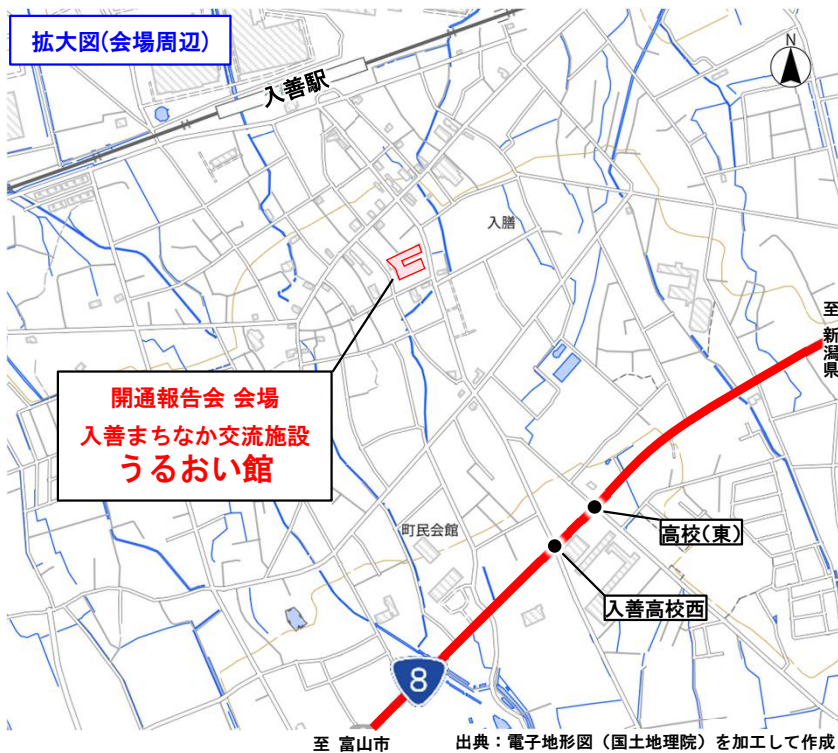 拡大図(会場周辺)
N
入善駅
入膳
至 新潟県
開通報告会 会場
入善まちなか交流施設
うるおい館
町民会館
高校(東)
入善高校西
8
至 富山市
出典：電子地形図（国土地理院）を加工して作成